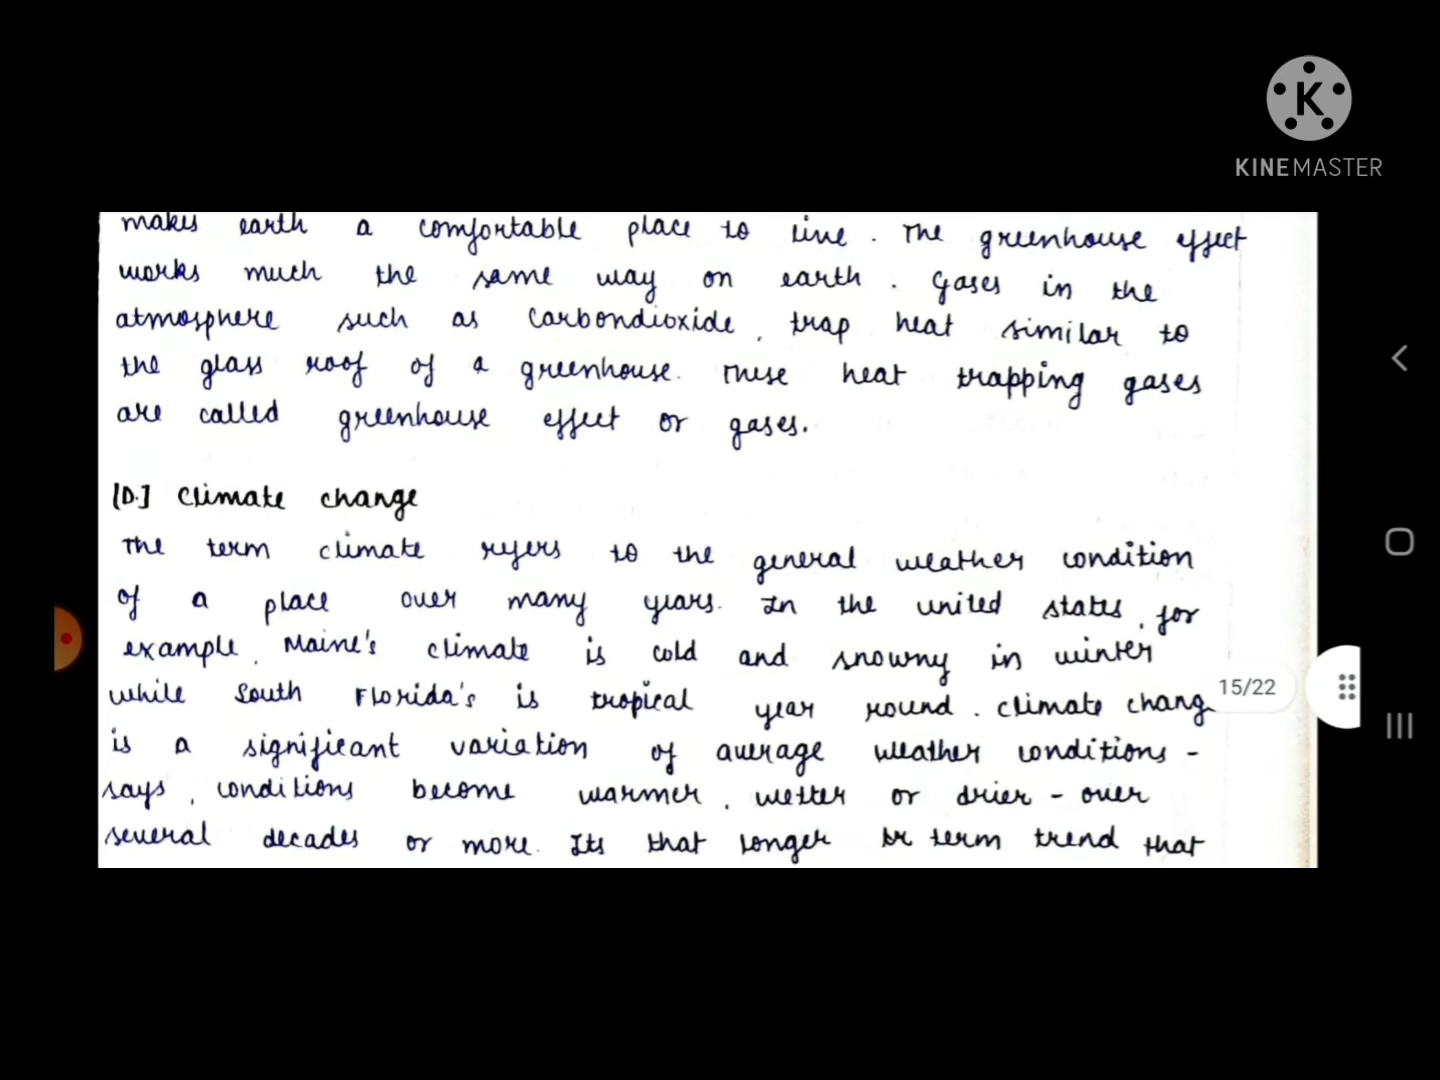 K
KINEMASTER
makes earth a comfortable place to live. The greenhouse effect
works much the same way on earth. Gases in the
atmosphere such as carbondioxide, trap heat similar to
the glass roof of a greenhouse. These heat trapping gases
are called greenhouse effect or gases.
[D.] Climate change
The term climate refers to the general weather condition
of a place over many years. In the united states, for
example, Maine's climate is cold and snowny in winter
while South Florida's is tropical year round. climate chang
is a significant variation of average weather conditions -
says, conditions become warmer, wetter or drier - over
several decades or more. Its that longer term trend that
15/22